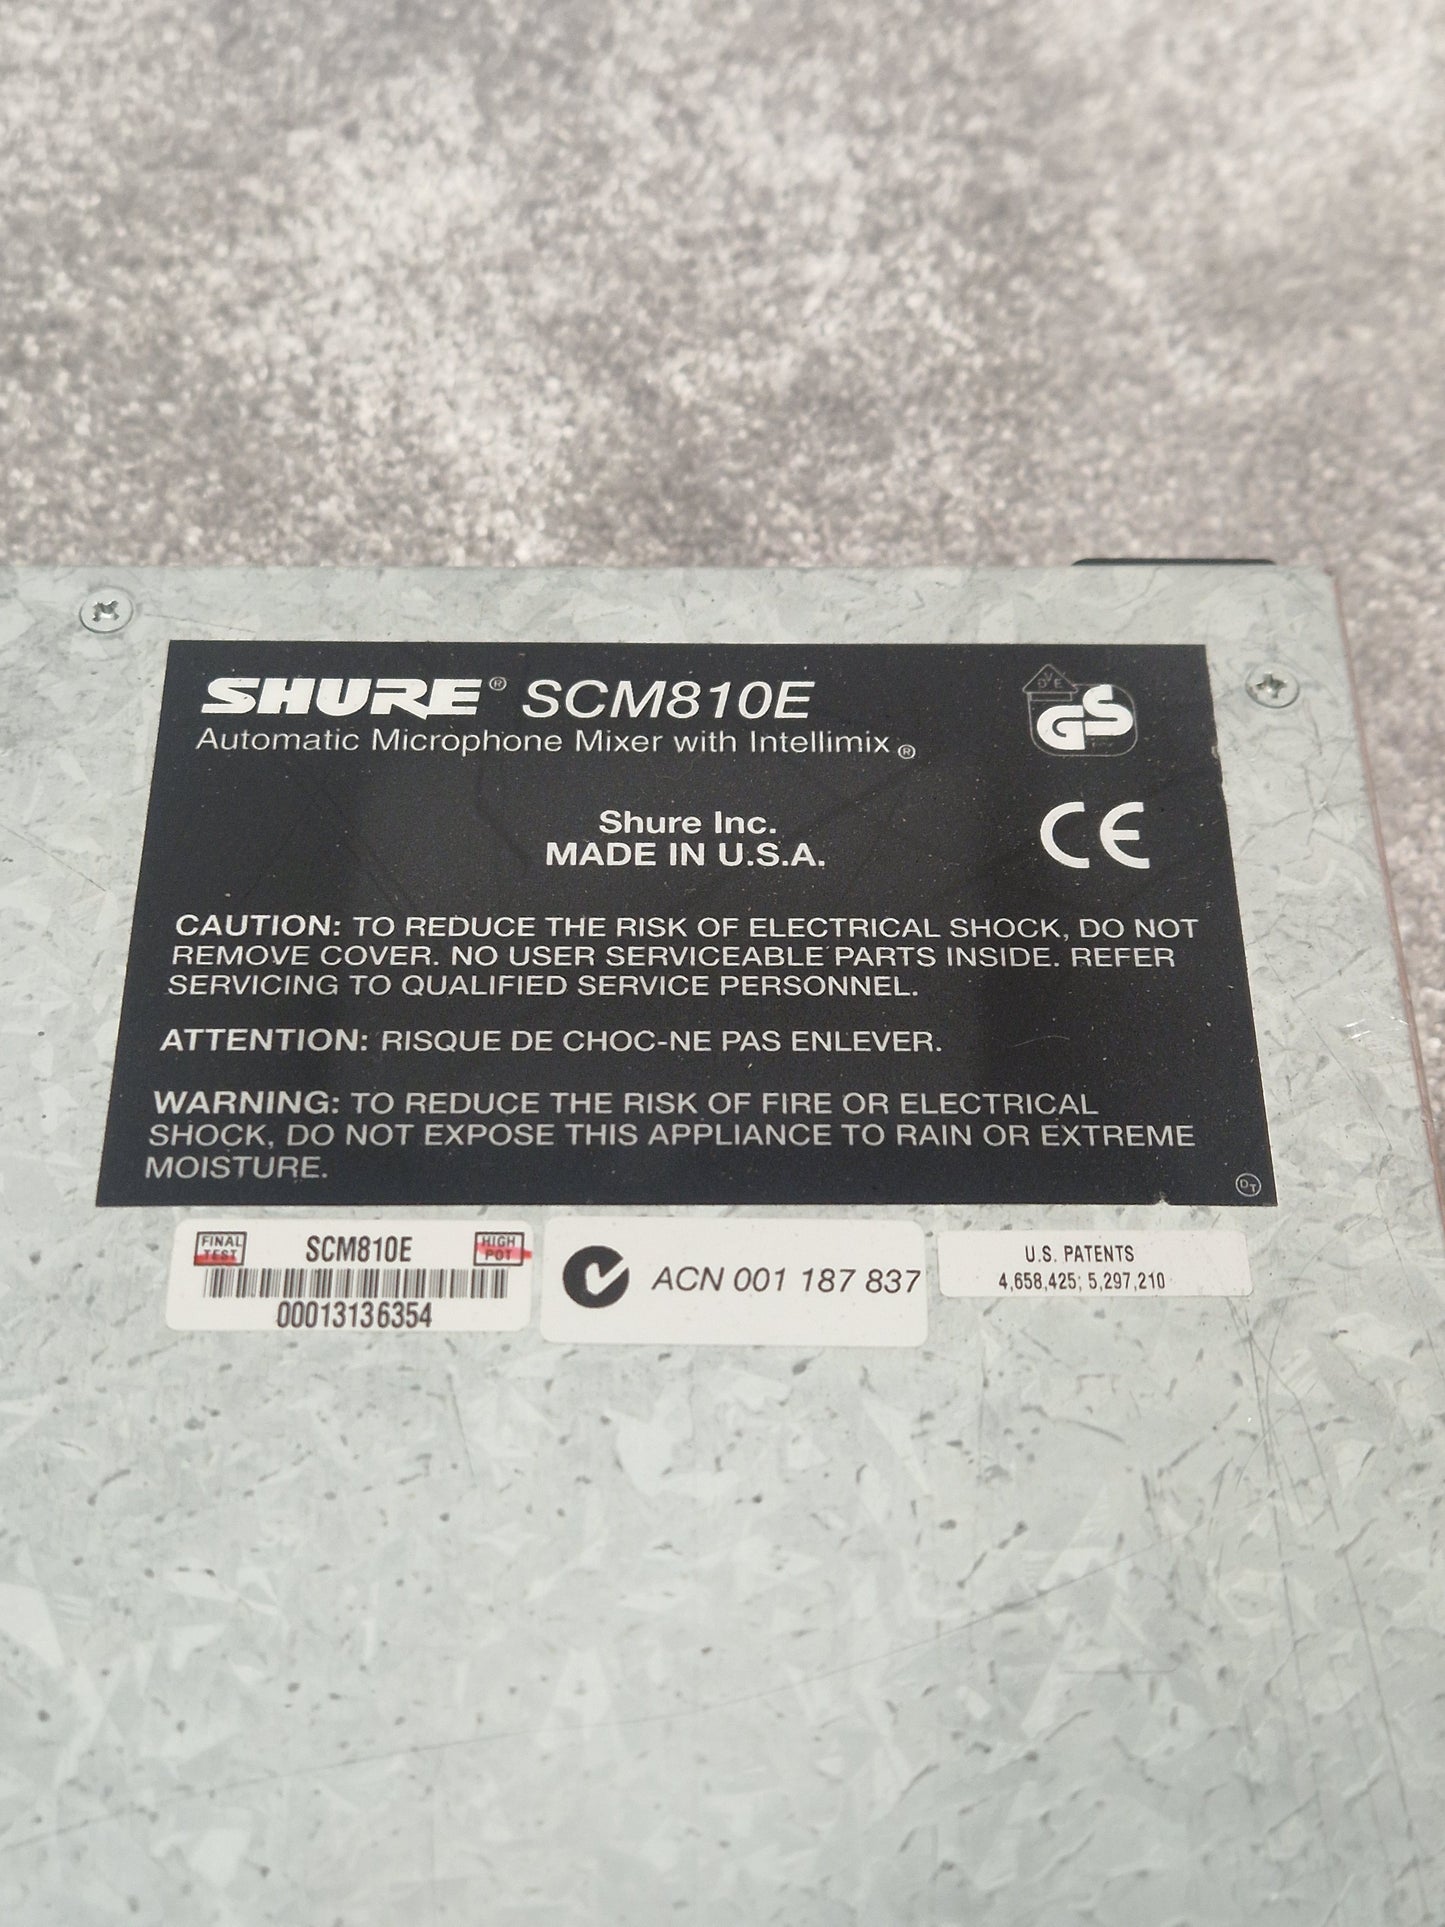 SHURE® SCM810E
Automatic Microphone Mixer with Intellimix®
VDE
GS
Shure Inc.
MADE IN U.S.A.
CE
CAUTION: TO REDUCE THE RISK OF ELECTRICAL SHOCK, DO NOT
REMOVE COVER. NO USER SERVICEABLE PARTS INSIDE. REFER
SERVICING TO QUALIFIED SERVICE PERSONNEL.
ATTENTION: RISQUE DE CHOC-NE PAS ENLEVER.
WARNING: TO REDUCE THE RISK OF FIRE OR ELECTRICAL
SHOCK, DO NOT EXPOSE THIS APPLIANCE TO RAIN OR EXTREME
MOISTURE.
DT
FINAL
TEST
SCM810E
HIGH
POT
00013136354
ACN 001 187 837
U.S. PATENTS
4,658,425; 5,297,210